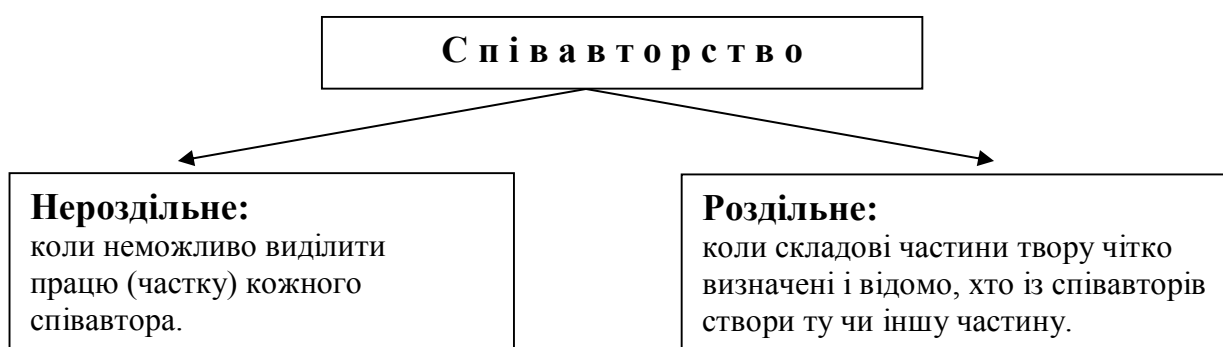 С п і в а в т о р с т в о
Нероздільне:
коли неможливо виділити
працю (частку) кожного
співавтора.
Роздільне:
коли складові частини твору чітко
визначені і відомо, хто із співавторів
створи ту чи іншу частину.